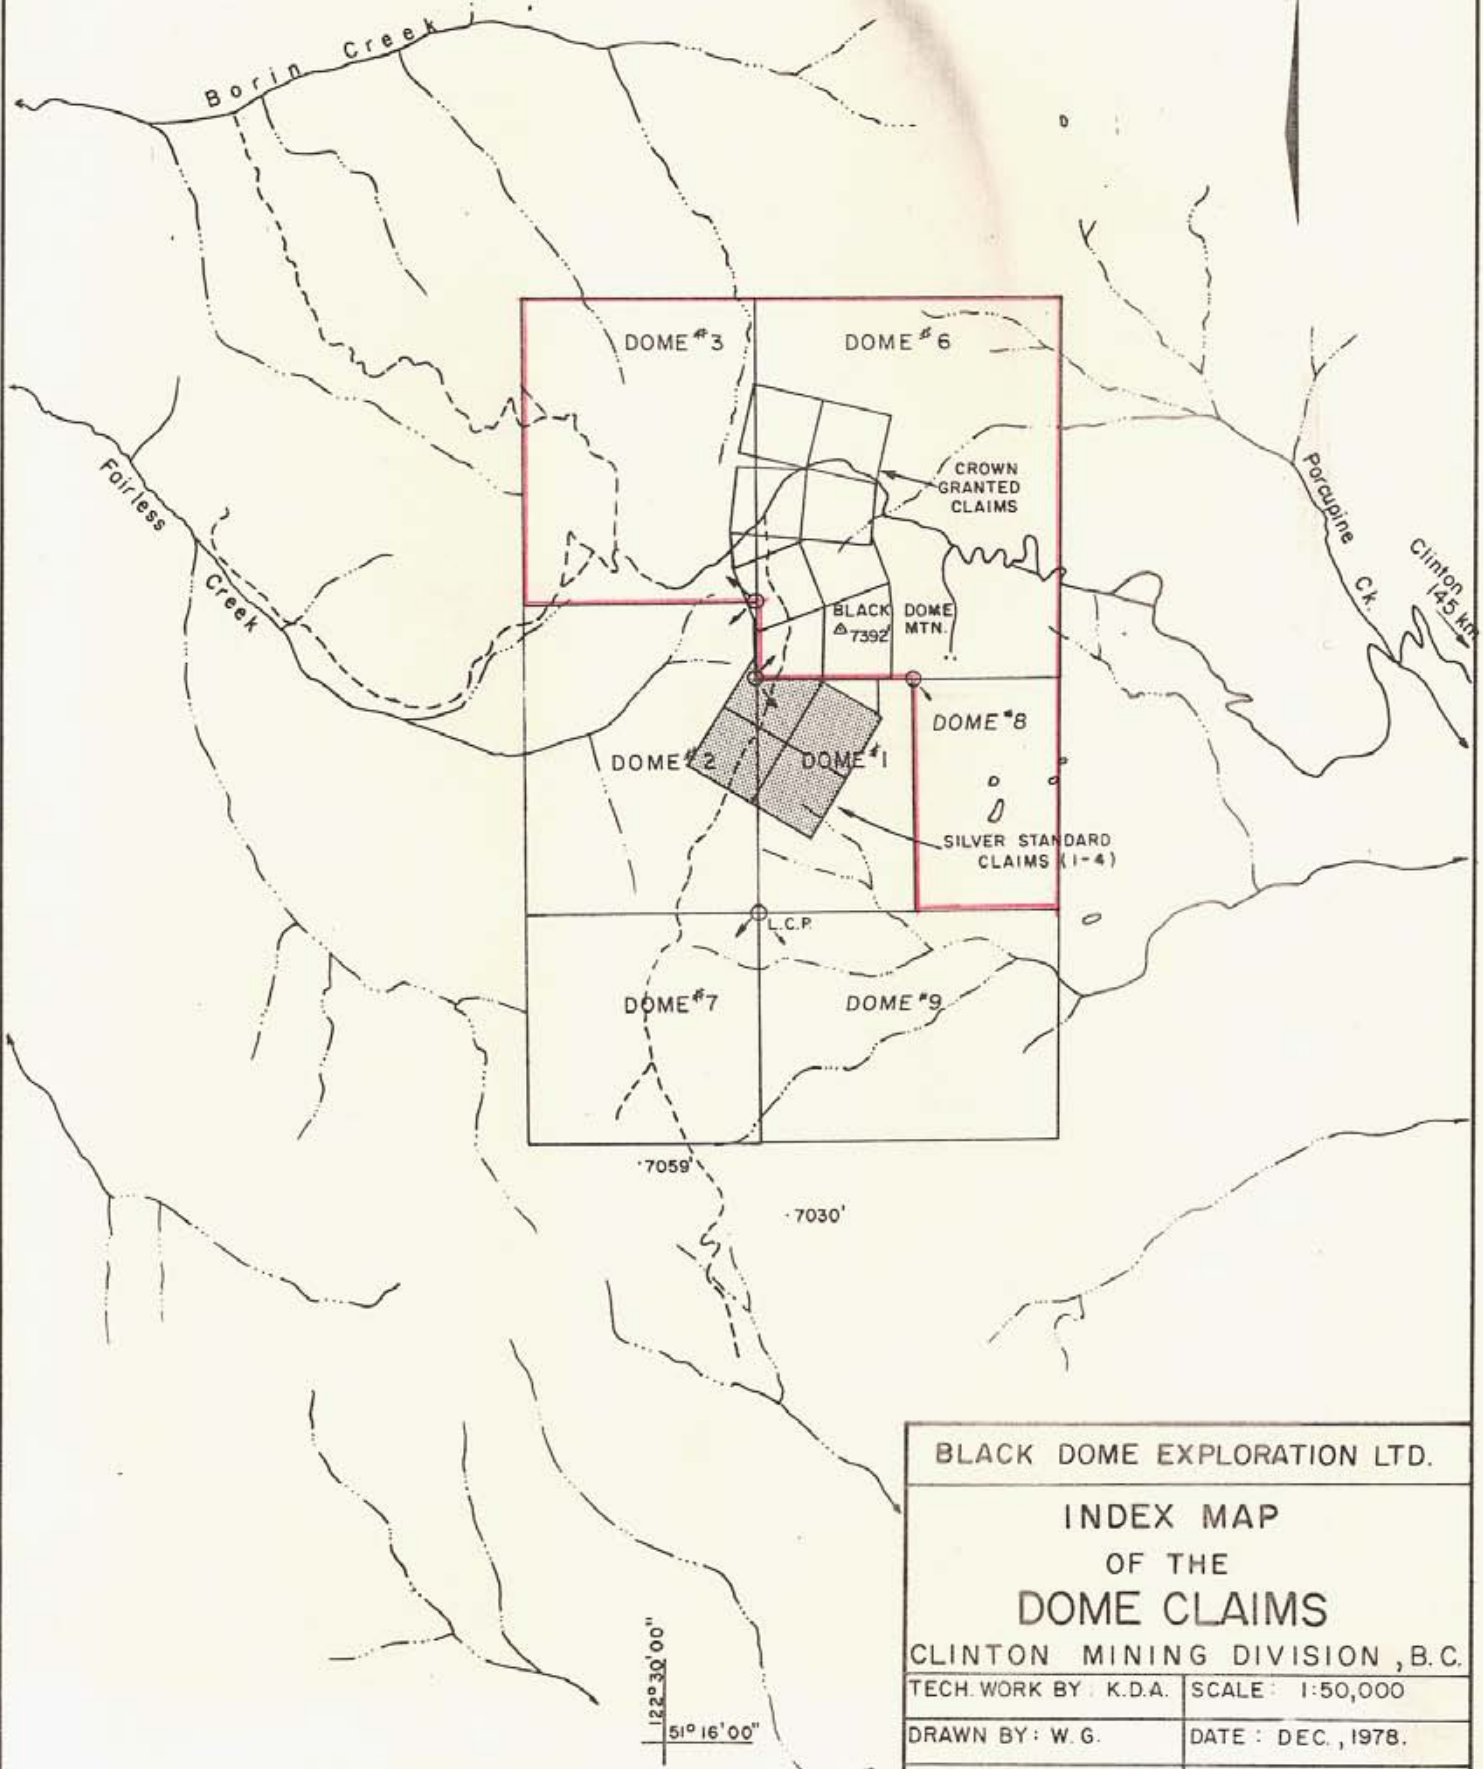 Borin Creek
DOME #3
DOME #6
CROWN
GRANTED
CLAIMS
Fairless
Creek
Porcupine
Ck.
Clinton
145 km
BLACK DOME
7392' MTN.
DOME #8
DOME #2
DOME #1
SILVER STANDARD
CLAIMS (1-4)
L.C.P.
DOME #7
DOME #9
7059'
7030'
122° 30' 00"
51° 16' 00"
BLACK DOME EXPLORATION LTD.
INDEX MAP
OF THE
DOME CLAIMS
CLINTON MINING DIVISION, B.C.
TECH. WORK BY: K.D.A.
SCALE: 1:50,000
DRAWN BY: W.G.
DATE: DEC., 1978.